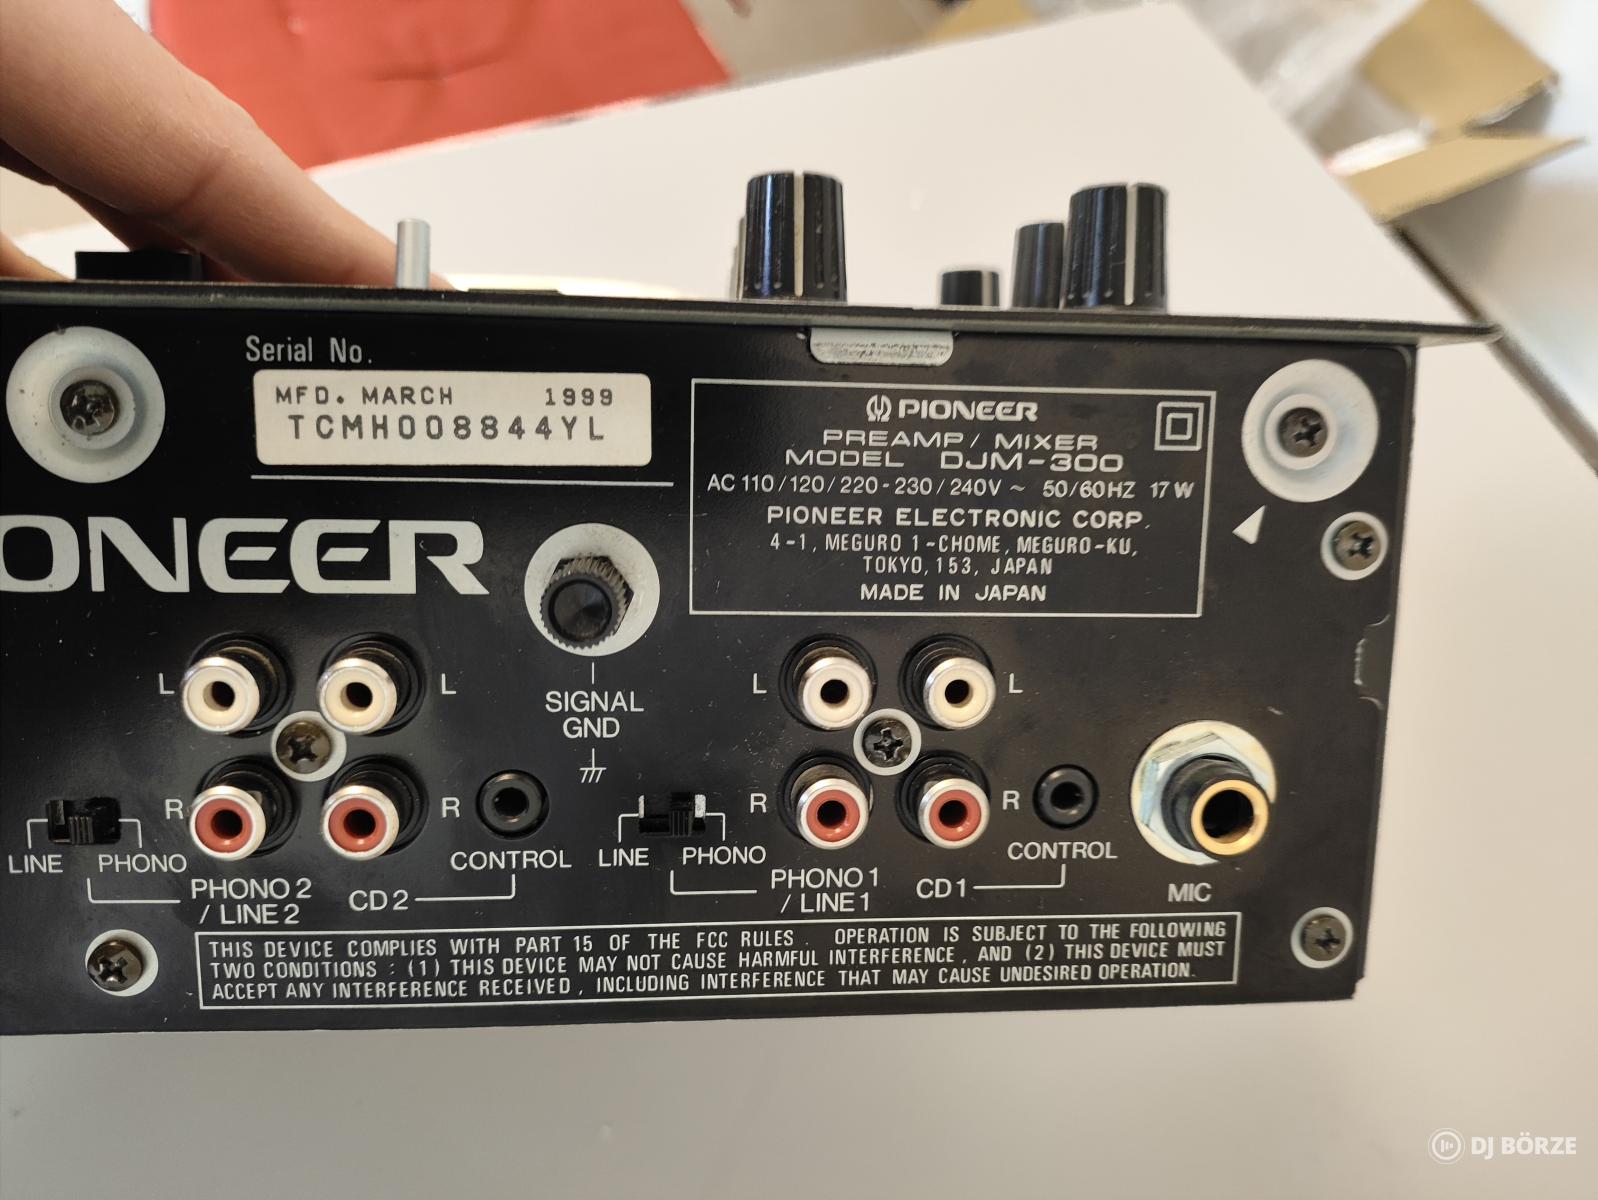 Serial No.
MFD. MARCH 1999
TCMH008844YL
PIONEER
PREAMP/MIXER
MODEL DJM-300
AC 110/120/220-230/240V ~ 50/60HZ 17W
PIONEER ELECTRONIC CORP.
4-1, MEGURO 1-CHOME, MEGURO-KU,
TOKYO, 153, JAPAN
MADE IN JAPAN
ONEER
SIGNAL
GND
L
L
R
R
LINE
PHONO
PHONO 2
/ LINE 2
CD 2
CONTROL
L
L
R
R
LINE
PHONO
PHONO 1
/ LINE 1
CD 1
CONTROL
MIC
THIS DEVICE COMPLIES WITH PART 15 OF THE FCC RULES. OPERATION IS SUBJECT TO THE FOLLOWING
TWO CONDITIONS : (1) THIS DEVICE MAY NOT CAUSE HARMFUL INTERFERENCE, AND (2) THIS DEVICE MUST
ACCEPT ANY INTERFERENCE RECEIVED, INCLUDING INTERFERENCE THAT MAY CAUSE UNDESIRED OPERATION.
DJ BÖRZE